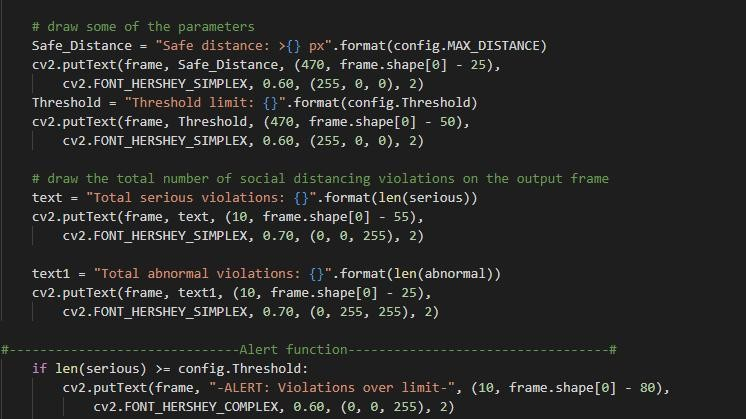 # draw some of the parameters
Safe_Distance = "Safe distance: >{} px".format(config.MAX_DISTANCE)
cv2.putText(frame, Safe_Distance, (470, frame.shape[0] - 25),
cv2.FONT_HERSHEY_SIMPLEX, 0.60, (255, 0, 0), 2)
Threshold = "Threshold limit: {}".format(config.Threshold)
cv2.putText(frame, Threshold, (470, frame.shape[0] - 50),
cv2.FONT_HERSHEY_SIMPLEX, 0.60, (255, 0, 0), 2)
# draw the total number of social distancing violations on the output frame
text = "Total serious violations: {}".format(len(serious))
cv2.putText(frame, text, (10, frame.shape[0] - 55),
cv2.FONT_HERSHEY_SIMPLEX, 0.70, (0, 0, 255), 2)
text1 = "Total abnormal violations: {}".format(len(abnormal))
cv2.putText(frame, text1, (10, frame.shape[0] - 25),
cv2.FONT_HERSHEY_SIMPLEX, 0.70, (0, 255, 255), 2)
#------------------------------Alert function----------------------------------#
if len(serious) >= config.Threshold:
cv2.putText(frame, "-ALERT: Violations over limit-", (10, frame.shape[0] - 80),
cv2.FONT_HERSHEY_COMPLEX, 0.60, (0, 0, 255), 2)